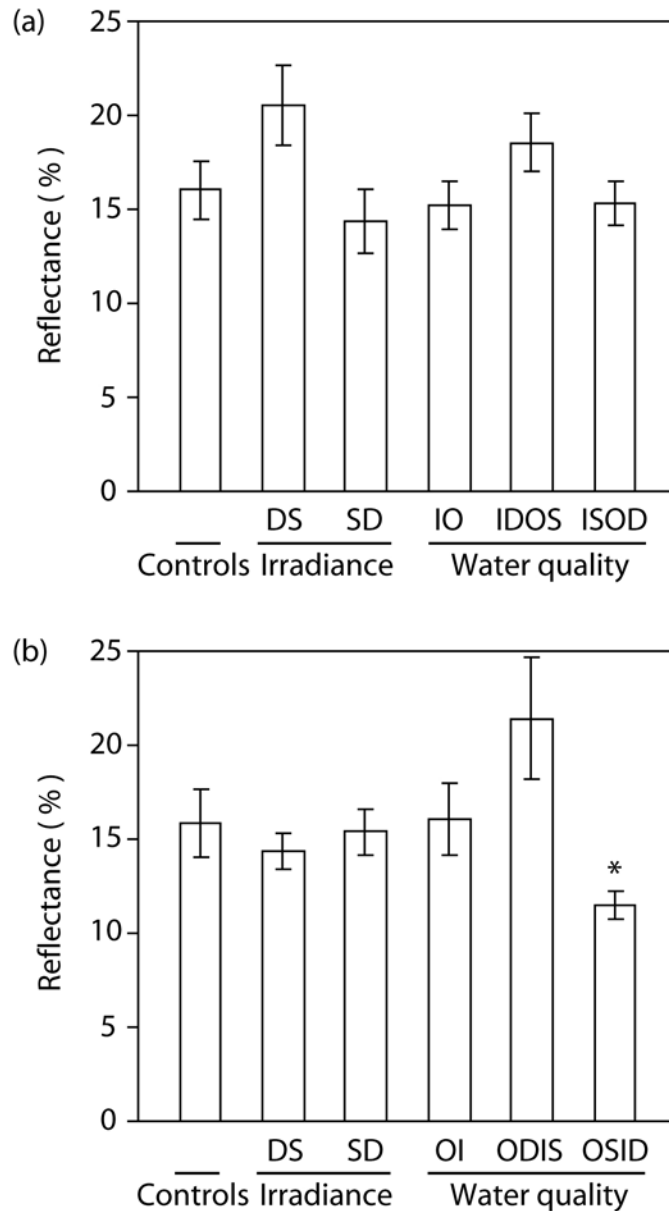 (a)
25
20
15
10
5
0
Reflectance ( % )
DS SD IO IDOS ISOD
Controls Irradiance Water quality
(b)
25
20
15
10
5
0
Reflectance ( % )
*
DS SD OI ODIS OSID
Controls Irradiance Water quality